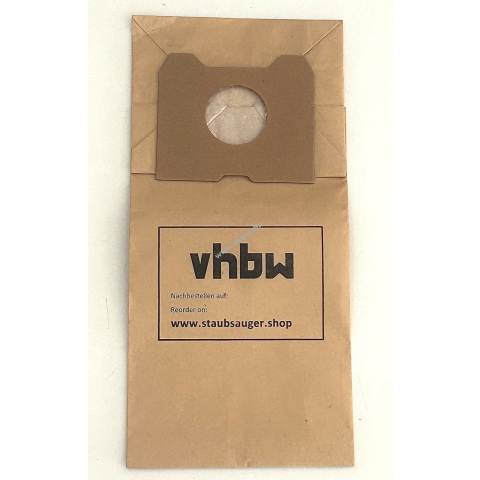 vhbw
Nachbestellen auf:
Reorder on:
www.staubsauger.shop